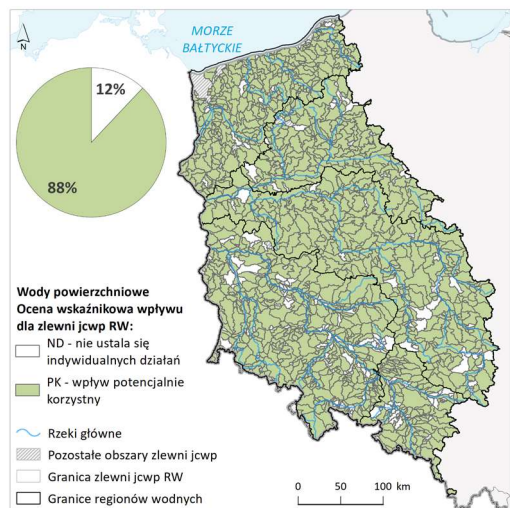 N
MORZE
BAŁTYCKIE
12%
88%
Wody powierzchniowe
Ocena wskaźnikowa wpływu
dla zlewni jcwp RW:
ND - nie ustala się
indywidualnych działań
PK - wpływ potencjalnie
korzystny
Rzeki główne
Pozostałe obszary zlewni jcwp
Granica zlewni jcwp RW
Granice regionów wodnych
0 50 100 km